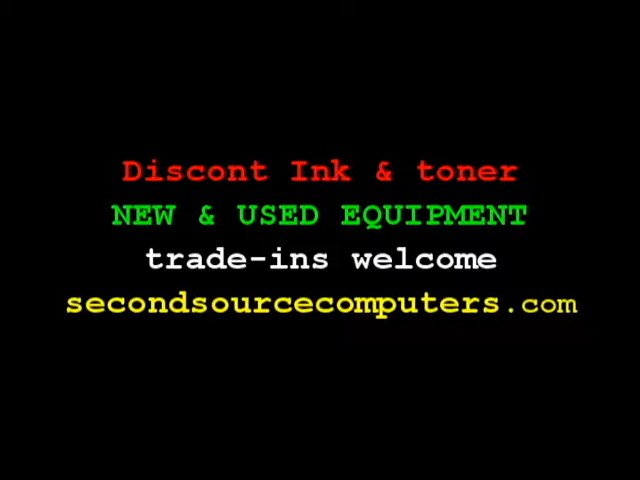 Discont Ink & toner
NEW & USED EQUIPMENT
trade-ins welcome
secondsourcecomputers.com